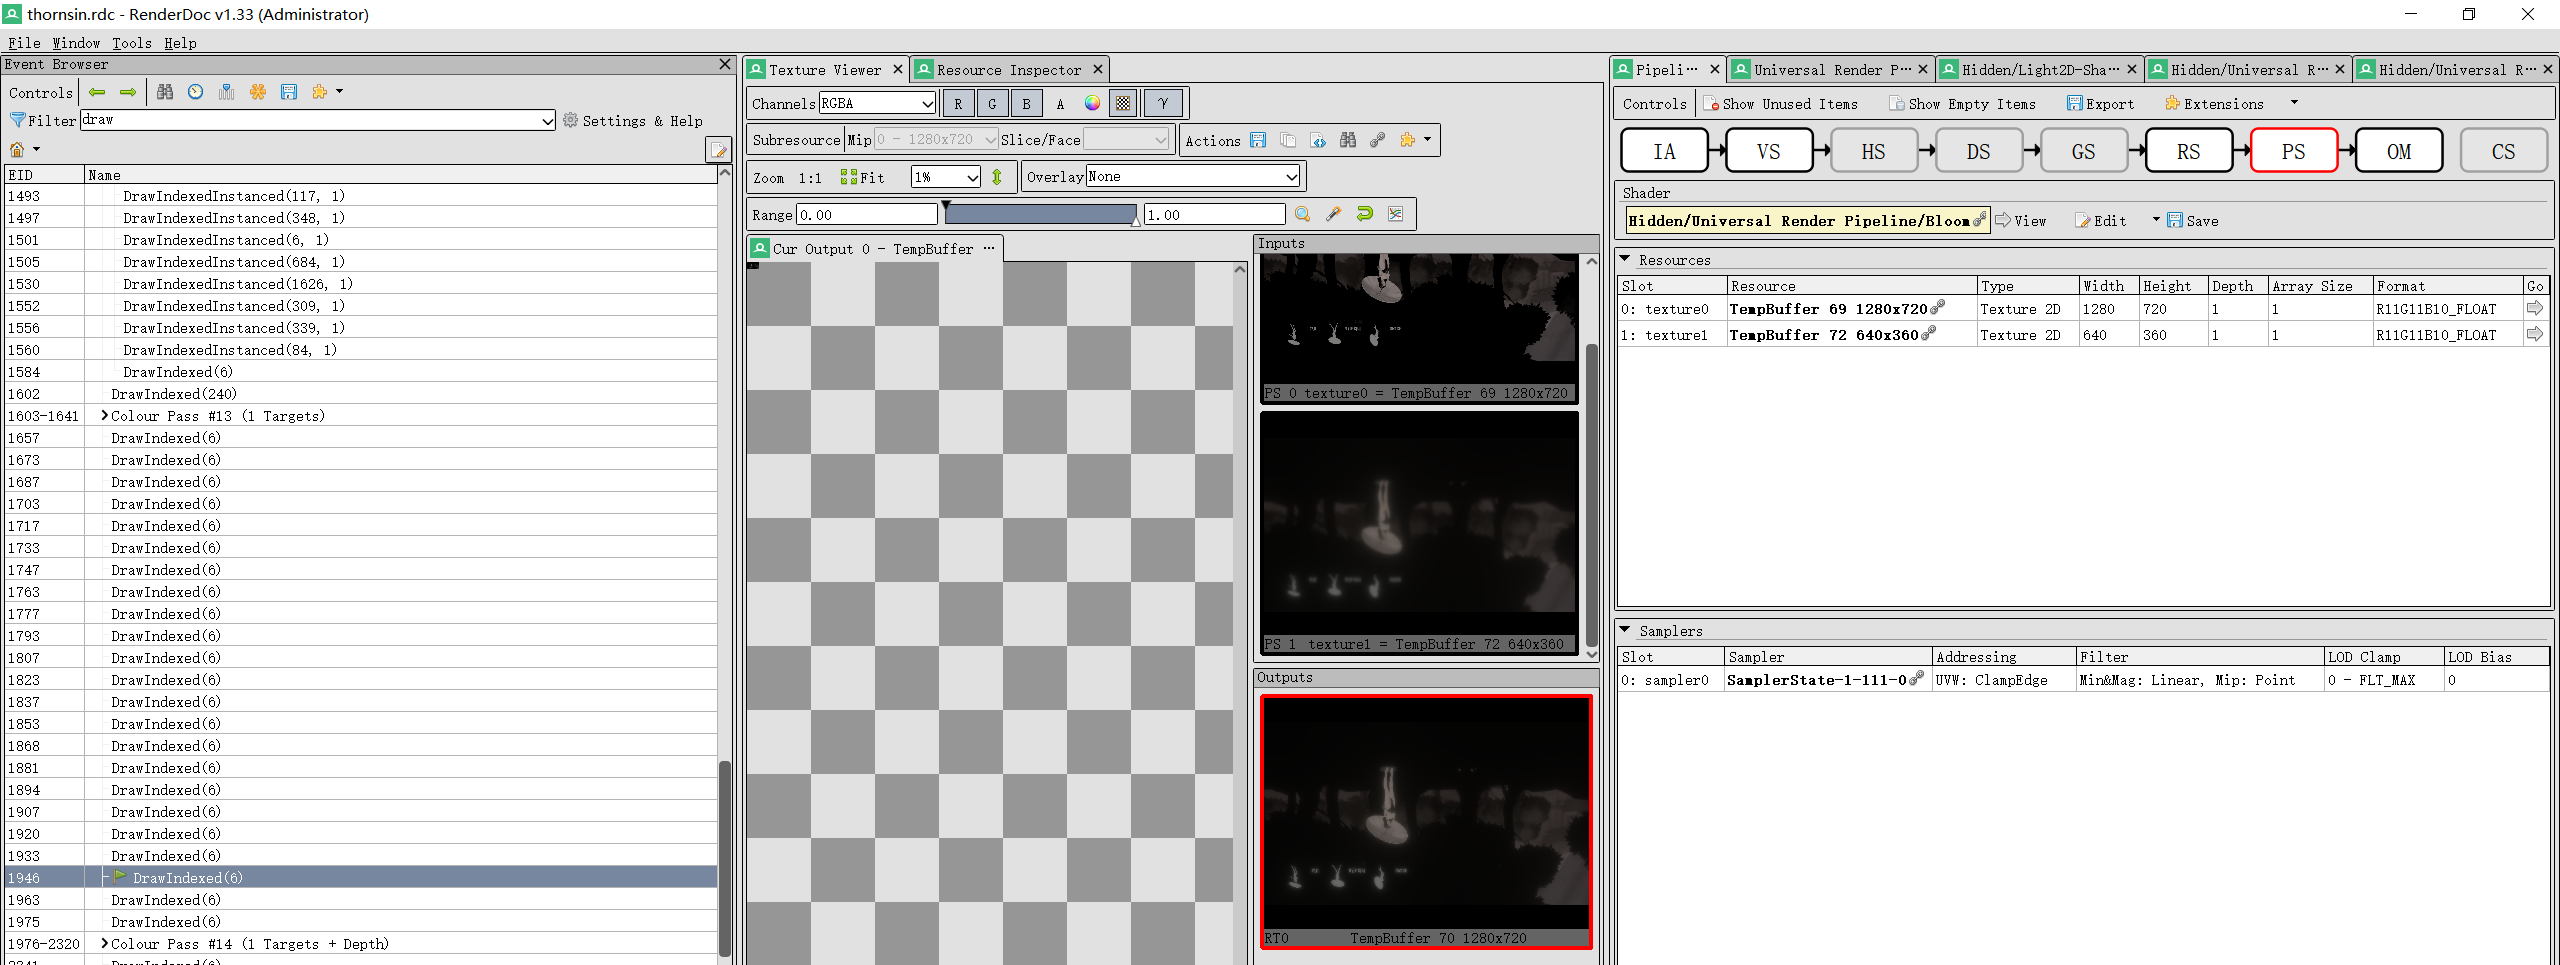 thornsin.rdc - RenderDoc v1.33 (Administrator)
File Window Tools Help
Event Browser
Controls
Filter draw Settings & Help
EID Name
1493 DrawIndexedInstanced(117, 1)
1497 DrawIndexedInstanced(348, 1)
1501 DrawIndexedInstanced(6, 1)
1505 DrawIndexedInstanced(684, 1)
1530 DrawIndexedInstanced(1626, 1)
1552 DrawIndexedInstanced(309, 1)
1556 DrawIndexedInstanced(339, 1)
1560 DrawIndexedInstanced(84, 1)
1584 DrawIndexed(6)
1602 DrawIndexed(240)
1603-1641 Colour Pass #13 (1 Targets)
1657 DrawIndexed(6)
1673 DrawIndexed(6)
1687 DrawIndexed(6)
1703 DrawIndexed(6)
1717 DrawIndexed(6)
1733 DrawIndexed(6)
1747 DrawIndexed(6)
1763 DrawIndexed(6)
1777 DrawIndexed(6)
1793 DrawIndexed(6)
1807 DrawIndexed(6)
1823 DrawIndexed(6)
1837 DrawIndexed(6)
1853 DrawIndexed(6)
1868 DrawIndexed(6)
1881 DrawIndexed(6)
1894 DrawIndexed(6)
1907 DrawIndexed(6)
1920 DrawIndexed(6)
1933 DrawIndexed(6)
1946 DrawIndexed(6)
1963 DrawIndexed(6)
1975 DrawIndexed(6)
1976-2320 Colour Pass #14 (1 Targets + Depth)
2341 DrawIndexed(6)
Texture Viewer Resource Inspector
Channels RGBA R G B A γ
Subresource Mip 0 - 1280x720 Slice/Face Actions
Zoom 1:1 Fit 1% Overlay None
Range 0.00 1.00
Cur Output 0 - TempBuffer ···
Inputs
PS 0 texture0 = TempBuffer 69 1280x720
PS 1 texture1 = TempBuffer 72 640x360
Outputs
RT0 TempBuffer 70 1280x720
Pipeli··· Universal Render P··· Hidden/Light2D-Sha··· Hidden/Universal R··· Hidden/Universal R···
Controls Show Unused Items Show Empty Items Export Extensions
IA VS HS DS GS RS PS OM CS
Shader
Hidden/Universal Render Pipeline/Bloom View Edit Save
Resources
Slot Resource Type Width Height Depth Array Size Format Go
0: texture0 TempBuffer 69 1280x720 Texture 2D 1280 720 1 1 R11G11B10_FLOAT
1: texture1 TempBuffer 72 640x360 Texture 2D 640 360 1 1 R11G11B10_FLOAT
Samplers
Slot Sampler Addressing Filter LOD Clamp LOD Bias
0: sampler0 SamplerState-1-111-0 UVW: ClampEdge Min&Mag: Linear, Mip: Point 0 - FLT_MAX 0